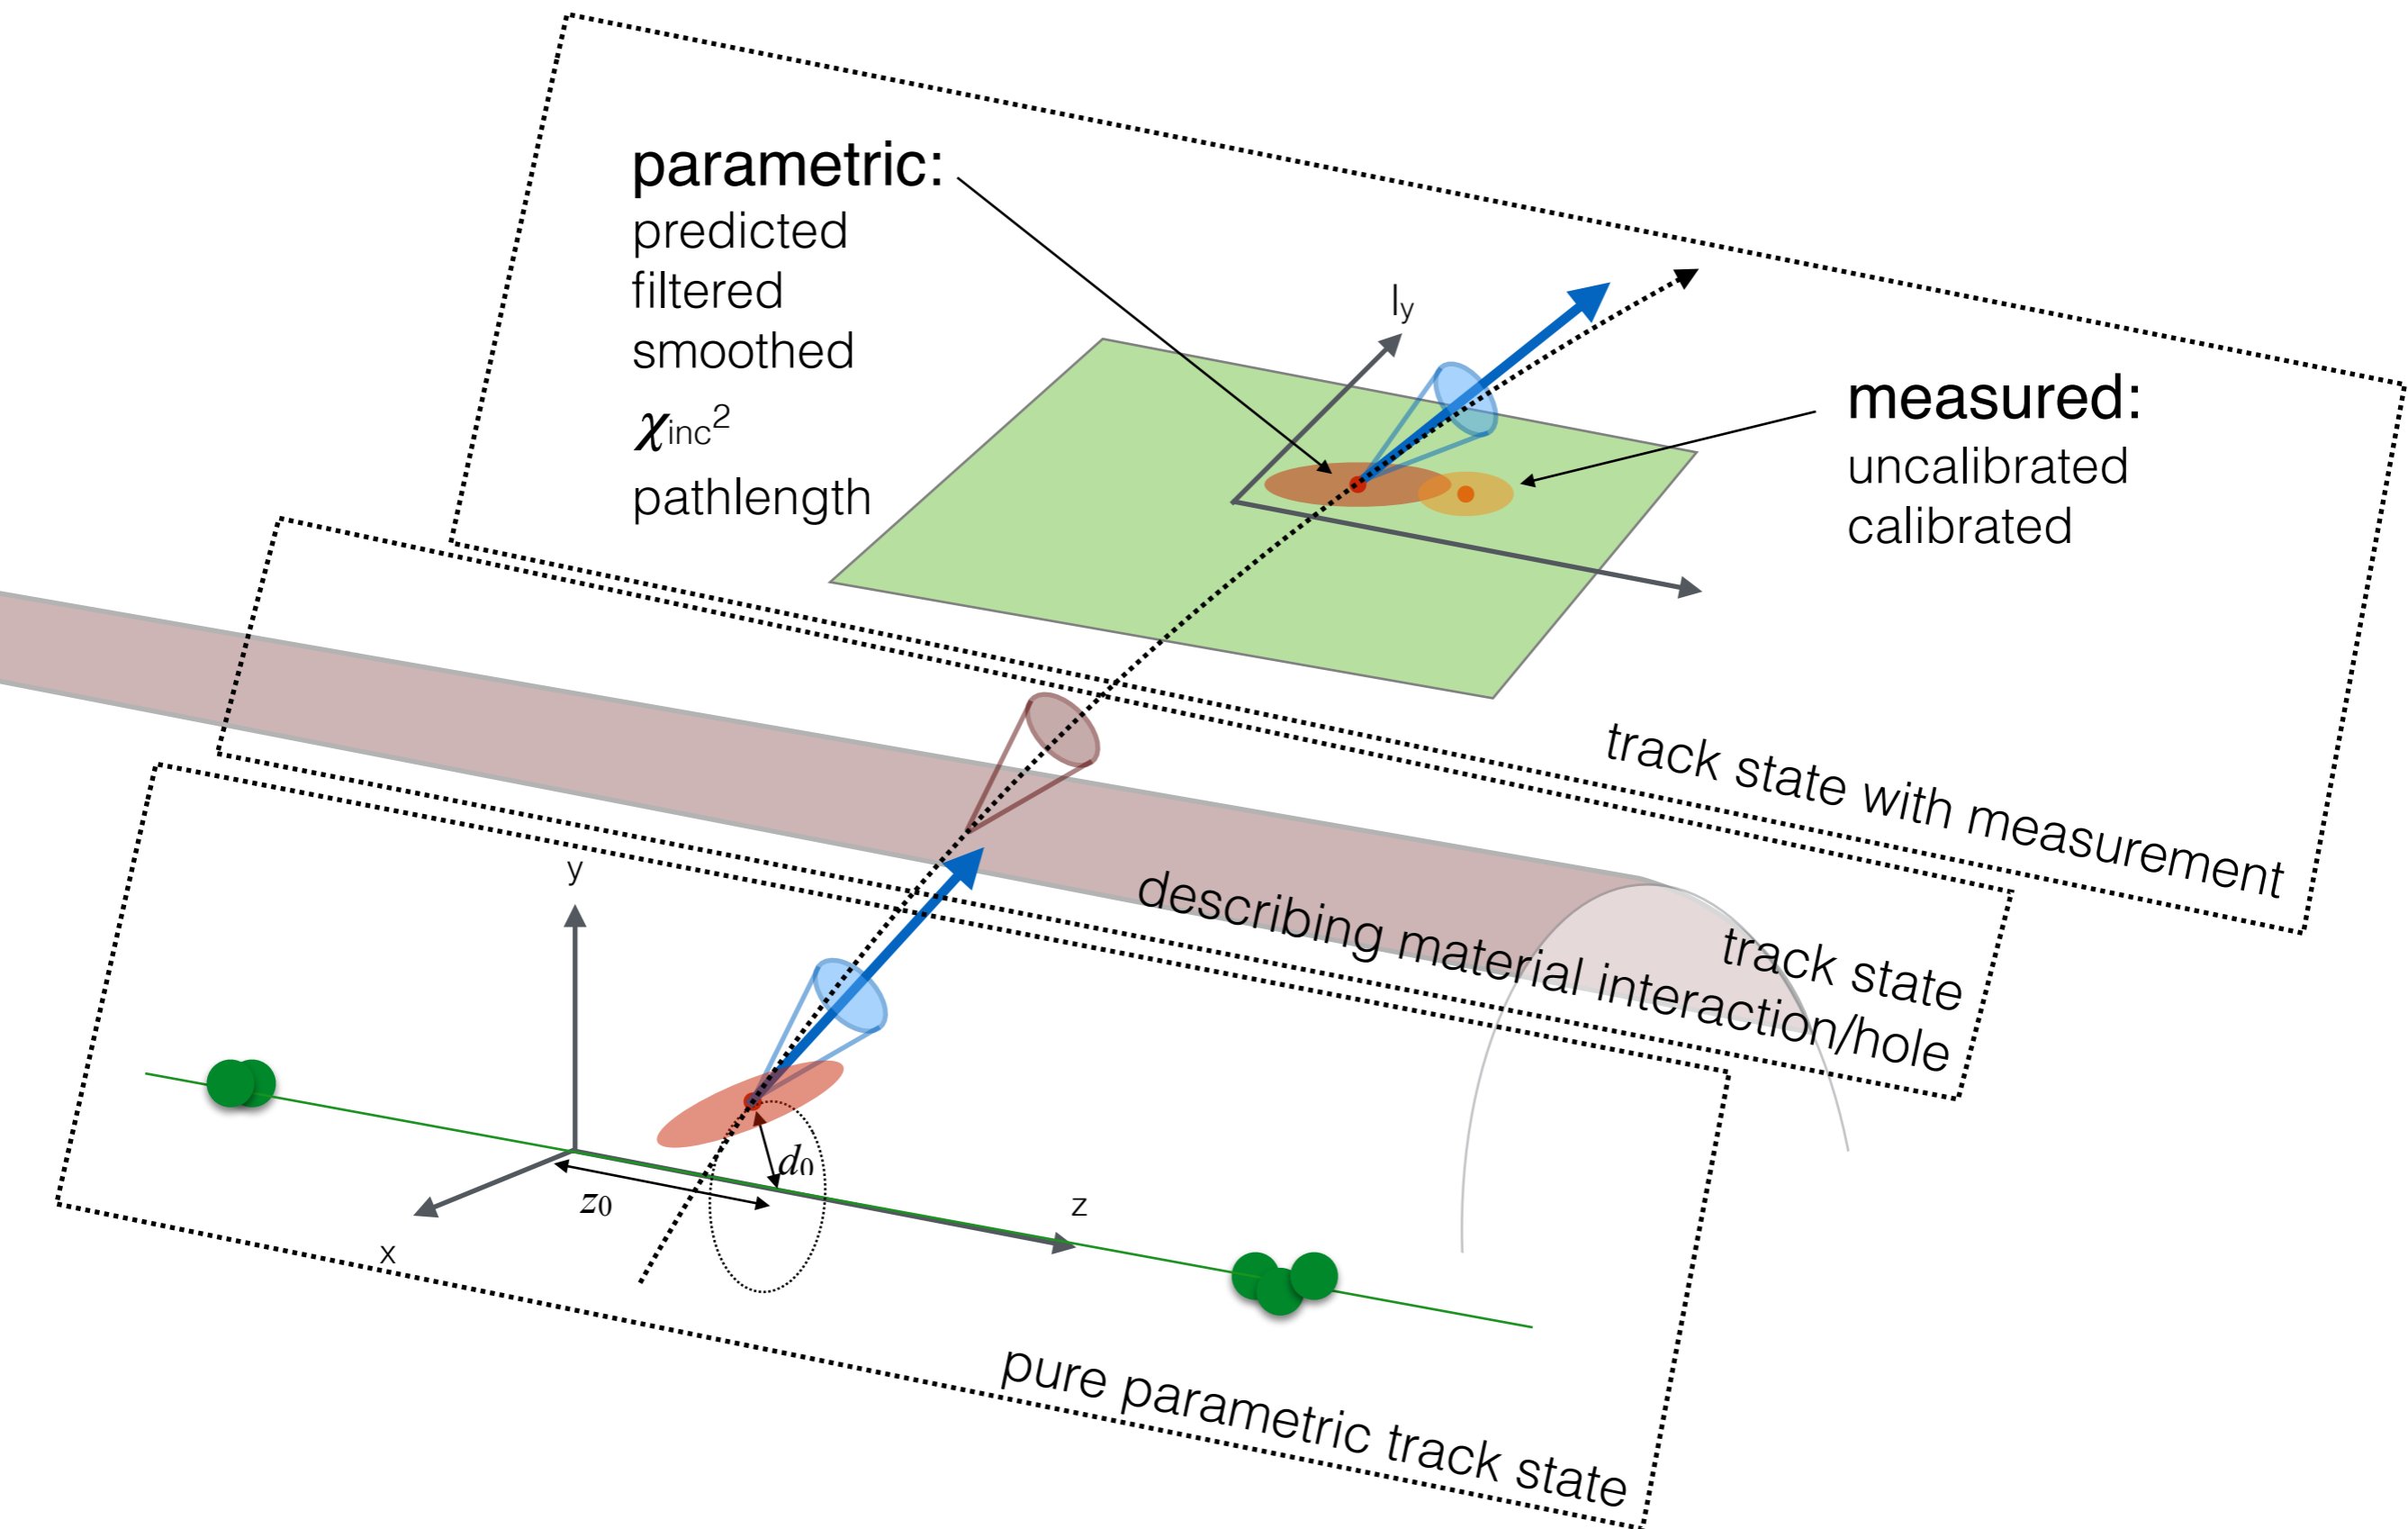 parametric:
predicted
filtered
smoothed
χinc²
pathlength
ly
measured:
uncalibrated
calibrated
track state with measurement
track state
describing material interaction/hole
y
d0
z0
z
x
pure parametric track state